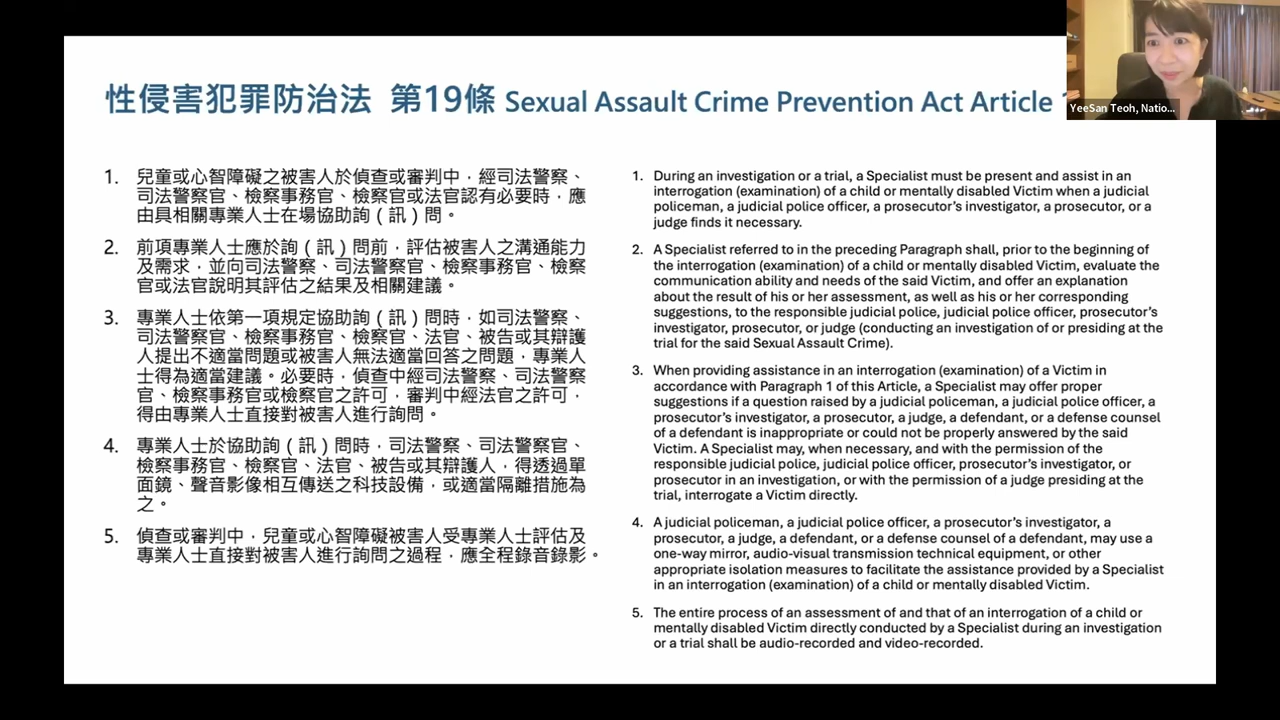 性侵害犯罪防治法 第19條 Sexual Assault Crime Prevention Act Article
YeeSan Teoh, Natio...
1. 兒童或心智障礙之被害人於偵查或審判中，經司法警察、
司法警察官、檢察事務官、檢察官或法官認有必要時，應
由具相關專業人士在場協助詢（訊）問。
2. 前項專業人士應於詢（訊）問前，評估被害人之溝通能力
及需求，並向司法警察、司法警察官、檢察事務官、檢察
官或法官說明其評估之結果及相關建議。
3. 專業人士依第一項規定協助詢（訊）問時，如司法警察、
司法警察官、檢察事務官、檢察官、法官、被告或其辯護
人提出不適當問題或被害人無法適當回答之問題，專業人
士得為適當建議。必要時，偵查中經司法警察、司法警察
官、檢察事務官或檢察官之許可，審判中經法官之許可，
得由專業人士直接對被害人進行詢問。
4. 專業人士於協助詢（訊）問時，司法警察、司法警察官、
檢察事務官、檢察官、法官、被告或其辯護人，得透過單
面鏡、聲音影像相互傳送之科技設備，或適當隔離措施為
之。
5. 偵查或審判中，兒童或心智障礙被害人受專業人士評估及
專業人士直接對被害人進行詢問之過程，應全程錄音錄影。
1. During an investigation or a trial, a Specialist must be present and assist in an
interrogation (examination) of a child or mentally disabled Victim when a judicial
policeman, a judicial police officer, a prosecutor's investigator, a prosecutor, or a
judge finds it necessary.
2. A Specialist referred to in the preceding Paragraph shall, prior to the beginning of
the interrogation (examination) of a child or mentally disabled Victim, evaluate the
communication ability and needs of the said Victim, and offer an explanation
about the result of his or her assessment, as well as his or her corresponding
suggestions, to the responsible judicial police, judicial police officer, prosecutor's
investigator, prosecutor, or judge (conducting an investigation of or presiding at the
trial for the said Sexual Assault Crime).
3. When providing assistance in an interrogation (examination) of a Victim in
accordance with Paragraph 1 of this Article, a Specialist may offer proper
suggestions if a question raised by a judicial policeman, a judicial police officer, a
prosecutor's investigator, a prosecutor, a judge, a defendant, or a defense counsel
of a defendant is inappropriate or could not be properly answered by the said
Victim. A Specialist may, when necessary, and with the permission of the
responsible judicial police, judicial police officer, prosecutor's investigator, or
prosecutor in an investigation, or with the permission of a judge presiding at the
trial, interrogate a Victim directly.
4. A judicial policeman, a judicial police officer, a prosecutor's investigator, a
prosecutor, a judge, a defendant, or a defense counsel of a defendant, may use a
one-way mirror, audio-visual transmission technical equipment, or other
appropriate isolation measures to facilitate the assistance provided by a Specialist
in an interrogation (examination) of a child or mentally disabled Victim.
5. The entire process of an assessment of and that of an interrogation of a child or
mentally disabled Victim directly conducted by a Specialist during an investigation
or a trial shall be audio-recorded and video-recorded.